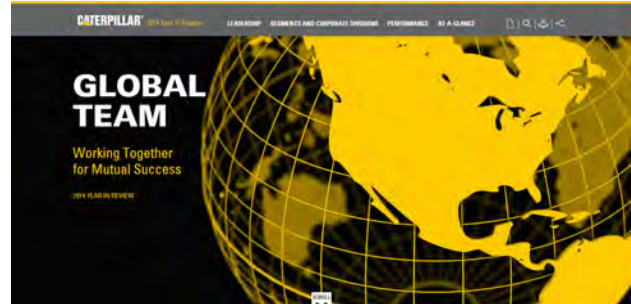 CATERPILLAR® 2014 Year in Review
LEADERSHIP SEGMENTS AND CORPORATE DIVISIONS PERFORMANCE AT-A-GLANCE
GLOBAL
TEAM
Working Together
for Mutual Success
2014 YEAR IN REVIEW
SCROLL